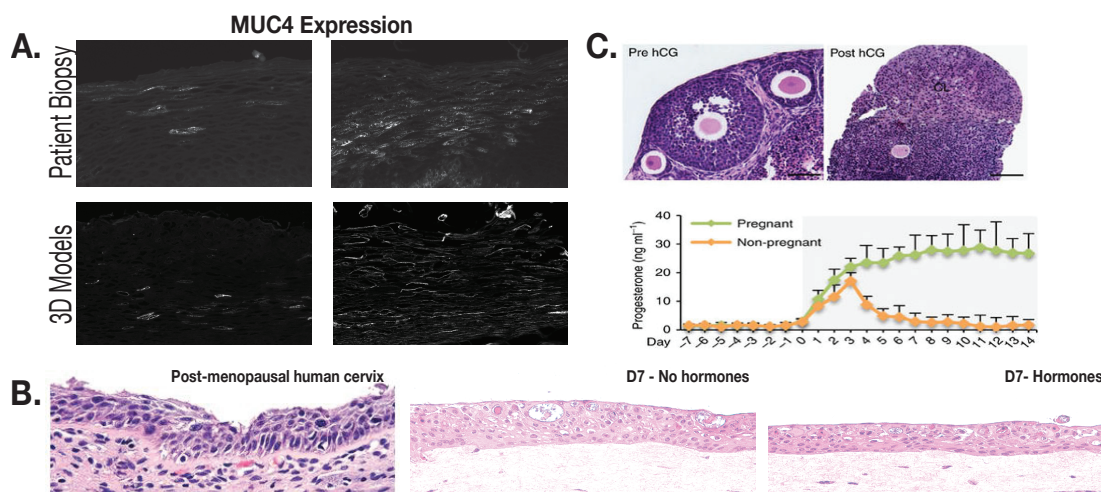 MUC4 Expression
A.
Patient Biopsy
3D Models
C.
Pre hCG
Post hCG
CL
40
30
20
10
0
Progesterone (ng ml⁻¹)
Pregnant
Non-pregnant
Day
–7 –6 –5 –4 –3 –2 –1 0 1 2 3 4 5 6 7 8 9 10 11 12 13 14
B.
Post-menopausal human cervix
D7 - No hormones
D7- Hormones